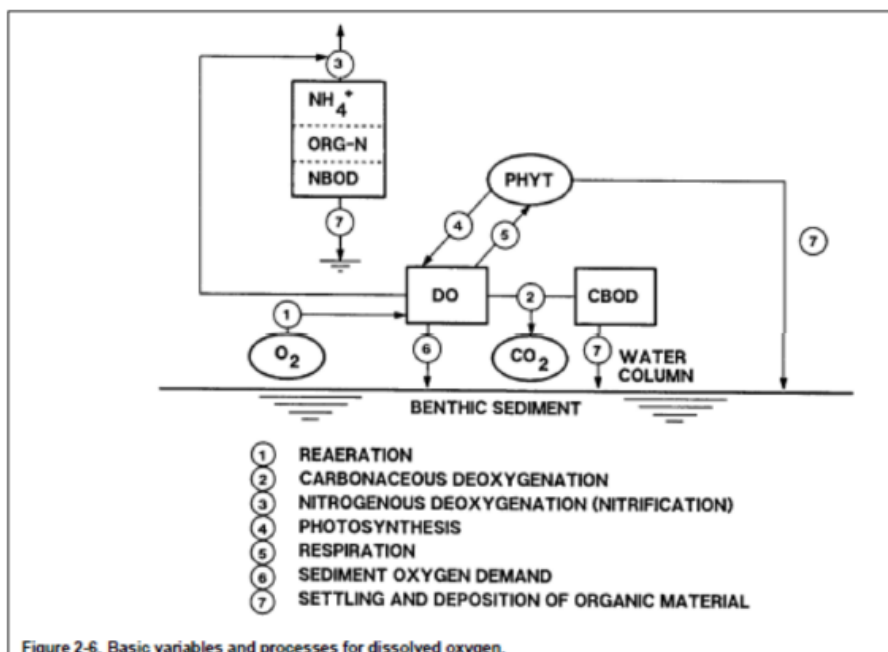 3
NH4+
ORG-N
NBOD
7
PHYT
4
5
7
DO
2
CBOD
1
O2
6
CO2
7
WATER
COLUMN
BENTHIC SEDIMENT
1 REAERATION
2 CARBONACEOUS DEOXYGENATION
3 NITROGENOUS DEOXYGENATION (NITRIFICATION)
4 PHOTOSYNTHESIS
5 RESPIRATION
6 SEDIMENT OXYGEN DEMAND
7 SETTLING AND DEPOSITION OF ORGANIC MATERIAL
Figure 2-6. Basic variables and processes for dissolved oxygen.